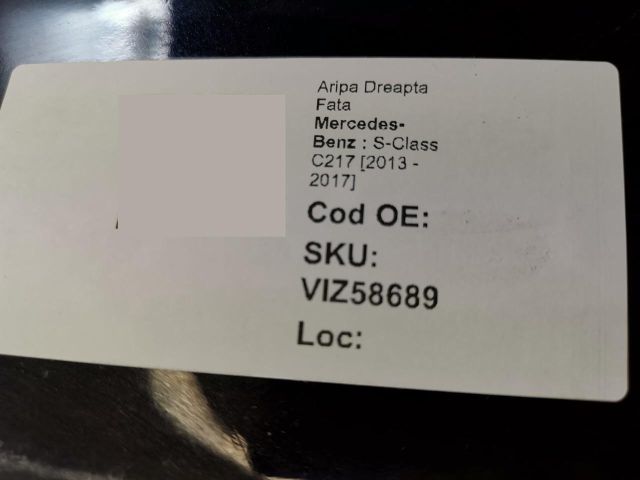 Aripa Dreapta
Fata
Mercedes-
Benz : S-Class
C217 [2013 -
2017]
Cod OE:
SKU:
VIZ58689
Loc: